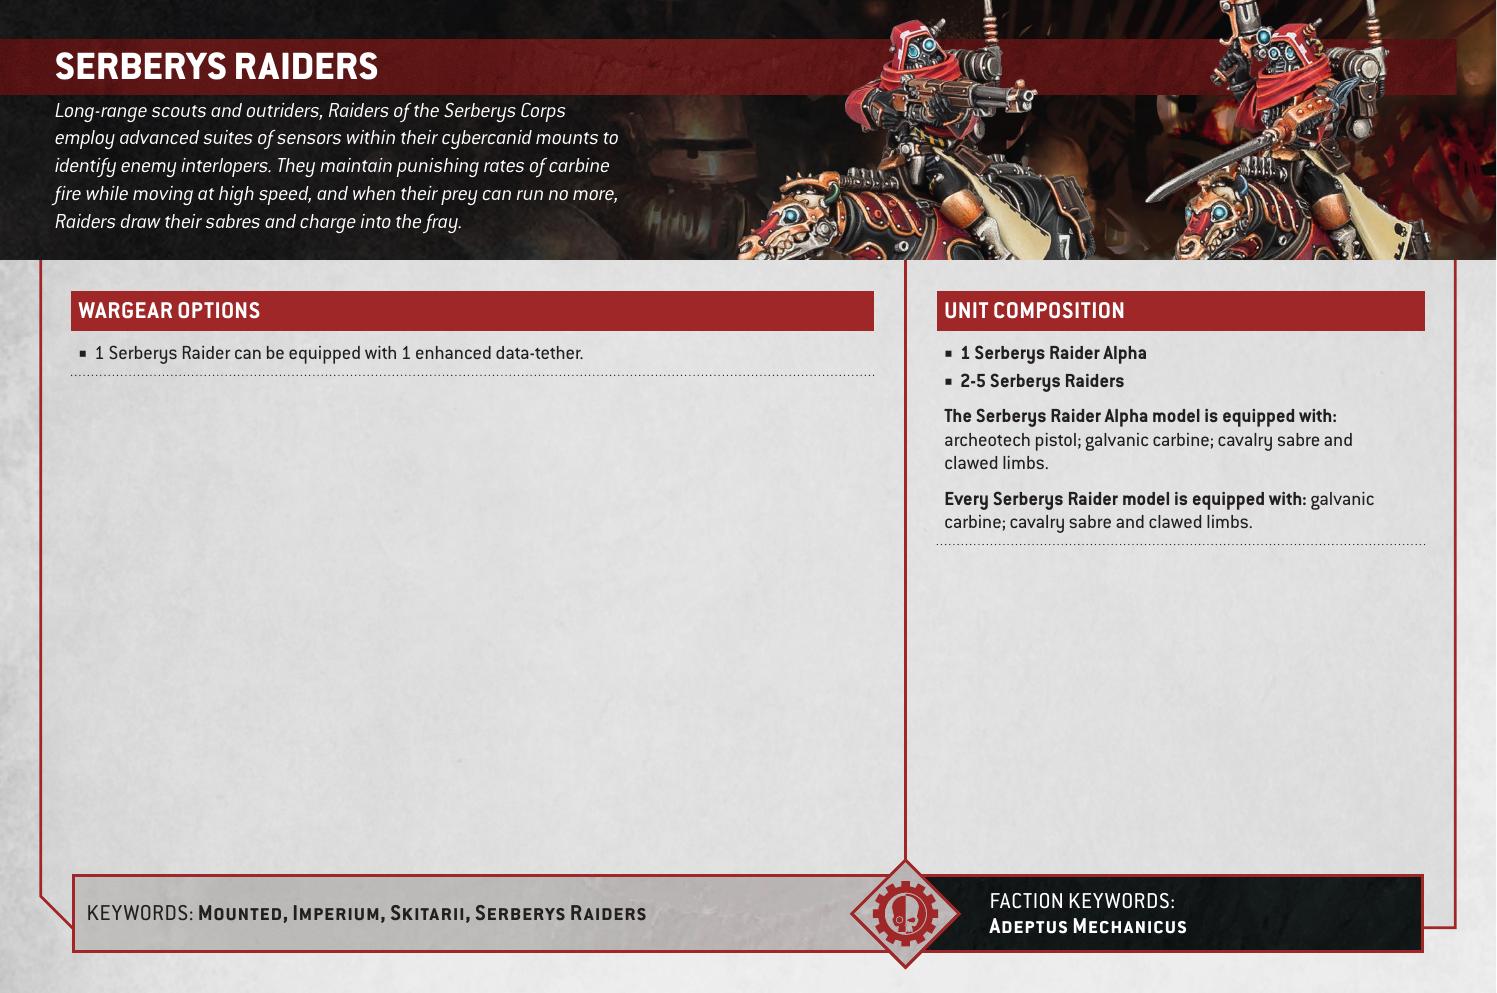 SERBERYS RAIDERS
Long-range scouts and outriders, Raiders of the Serberys Corps
employ advanced suites of sensors within their cybercanid mounts to
identify enemy interlopers. They maintain punishing rates of carbine
fire while moving at high speed, and when their prey can run no more,
Raiders draw their sabres and charge into the fray.
7
WARGEAR OPTIONS
▪ 1 Serberys Raider can be equipped with 1 enhanced data-tether.
UNIT COMPOSITION
▪ 1 Serberys Raider Alpha
▪ 2-5 Serberys Raiders
The Serberys Raider Alpha model is equipped with:
archeotech pistol; galvanic carbine; cavalry sabre and
clawed limbs.
Every Serberys Raider model is equipped with: galvanic
carbine; cavalry sabre and clawed limbs.
KEYWORDS: Mounted, Imperium, Skitarii, Serberys Raiders
FACTION KEYWORDS:
Adeptus Mechanicus